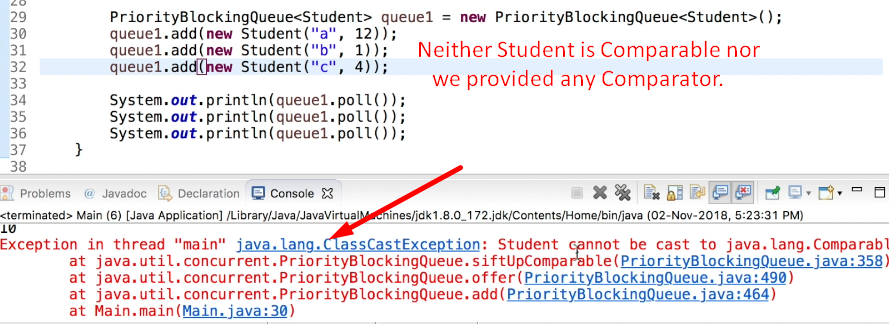 28
29 PriorityBlockingQueue<Student> queue1 = new PriorityBlockingQueue<Student>();
30 queue1.add(new Student("a", 12));
31 queue1.add(new Student("b", 1));
32 queue1.add(new Student("c", 4));
Neither Student is Comparable nor
we provided any Comparator.
33
34 System.out.println(queue1.poll());
35 System.out.println(queue1.poll());
36 System.out.println(queue1.poll());
37 }
38
Problems @ Javadoc Declaration Console
<terminated> Main (6) [Java Application] /Library/Java/JavaVirtualMachines/jdk1.8.0_172.jdk/Contents/Home/bin/java (02-Nov-2018, 5:23:31 PM)
10
Exception in thread "main" java.lang.ClassCastException: Student cannot be cast to java.lang.Comparabl
at java.util.concurrent.PriorityBlockingQueue.siftUpComparable(PriorityBlockingQueue.java:358)
at java.util.concurrent.PriorityBlockingQueue.offer(PriorityBlockingQueue.java:490)
at java.util.concurrent.PriorityBlockingQueue.add(PriorityBlockingQueue.java:464)
at Main.main(Main.java:30)